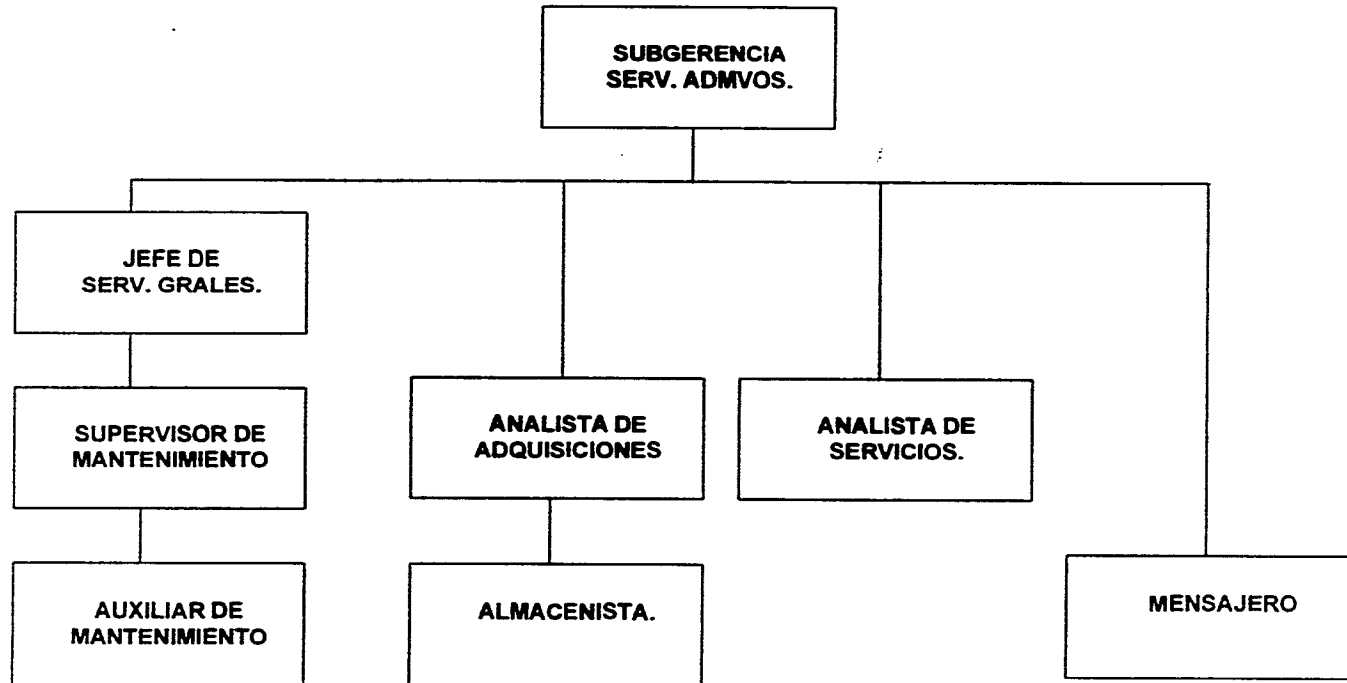 SUBGERENCIA
SERV. ADMVOS.
JEFE DE
SERV. GRALES.
SUPERVISOR DE
MANTENIMIENTO
ANALISTA DE
ADQUISICIONES
ANALISTA DE
SERVICIOS.
AUXILIAR DE
MANTENIMIENTO
ALMACENISTA.
MENSAJERO